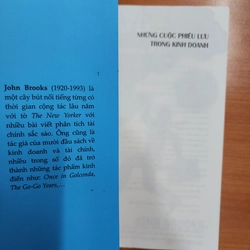 John Brooks (1920-1993) là
một cây bút nổi tiếng từng có
thời gian cộng tác lâu năm
với tờ The New Yorker với
nhiều bài viết phân tích tài
chính sắc sảo. Ông cũng là
tác giả của mười đầu sách về
kinh doanh và tài chính,
nhiều trong số đó đã trở
thành những tác phẩm kinh
điển như: Once in Golconda,
The Go-Go Years,...
NHỮNG CUỘC PHIÊU LƯU
TRONG KINH DOANH